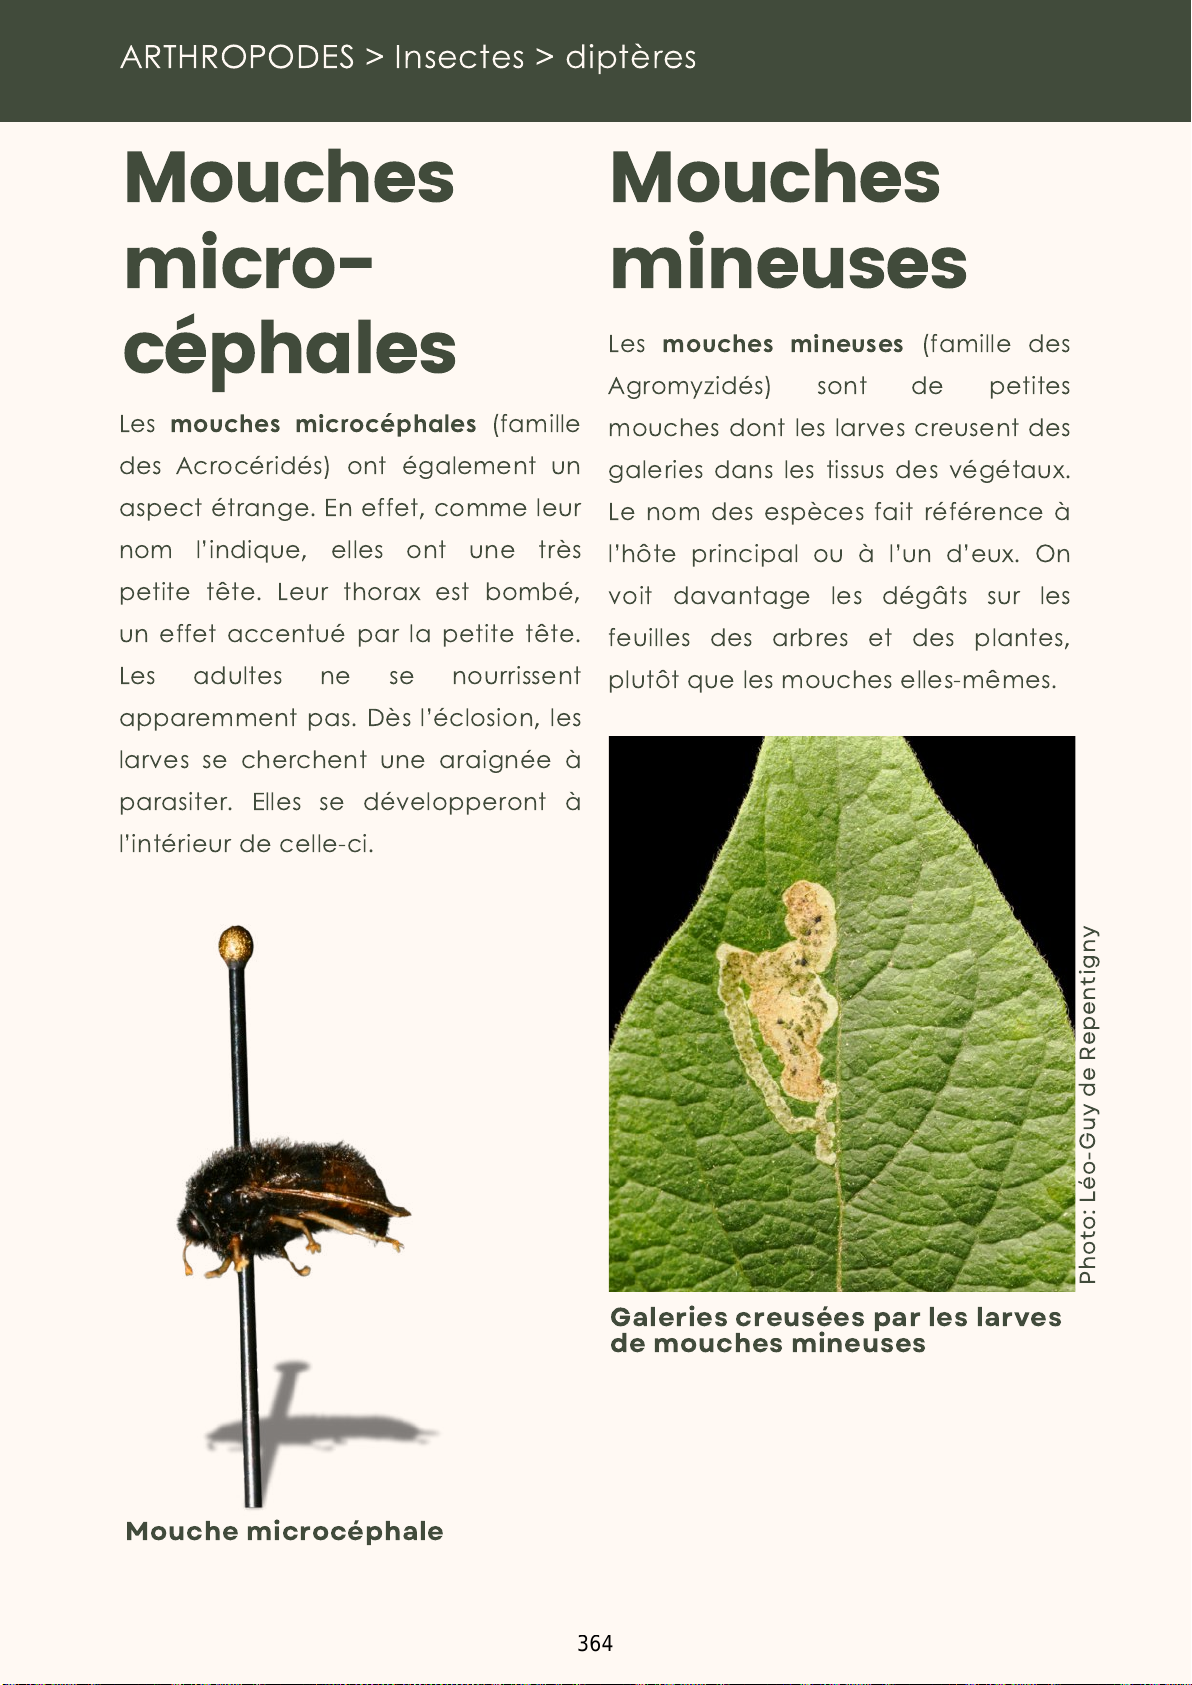 ARTHROPODES > Insectes > diptères
Mouches
micro-
céphales
Les mouches microcéphales (famille
des Acrocéridés) ont également un
aspect étrange. En effet, comme leur
nom l'indique, elles ont une très
petite tête. Leur thorax est bombé,
un effet accentué par la petite tête.
Les adultes ne se nourrissent
apparemment pas. Dès l'éclosion, les
larves se cherchent une araignée à
parasiter. Elles se développeront à
l'intérieur de celle-ci.
Mouche microcéphale
Mouches
mineuses
Les mouches mineuses (famille des
Agromyzidés) sont de petites
mouches dont les larves creusent des
galeries dans les tissus des végétaux.
Le nom des espèces fait référence à
l'hôte principal ou à l'un d'eux. On
voit davantage les dégâts sur les
feuilles des arbres et des plantes,
plutôt que les mouches elles-mêmes.
Photo: Léo-Guy de Repentigny
Galeries creusées par les larves
de mouches mineuses
364